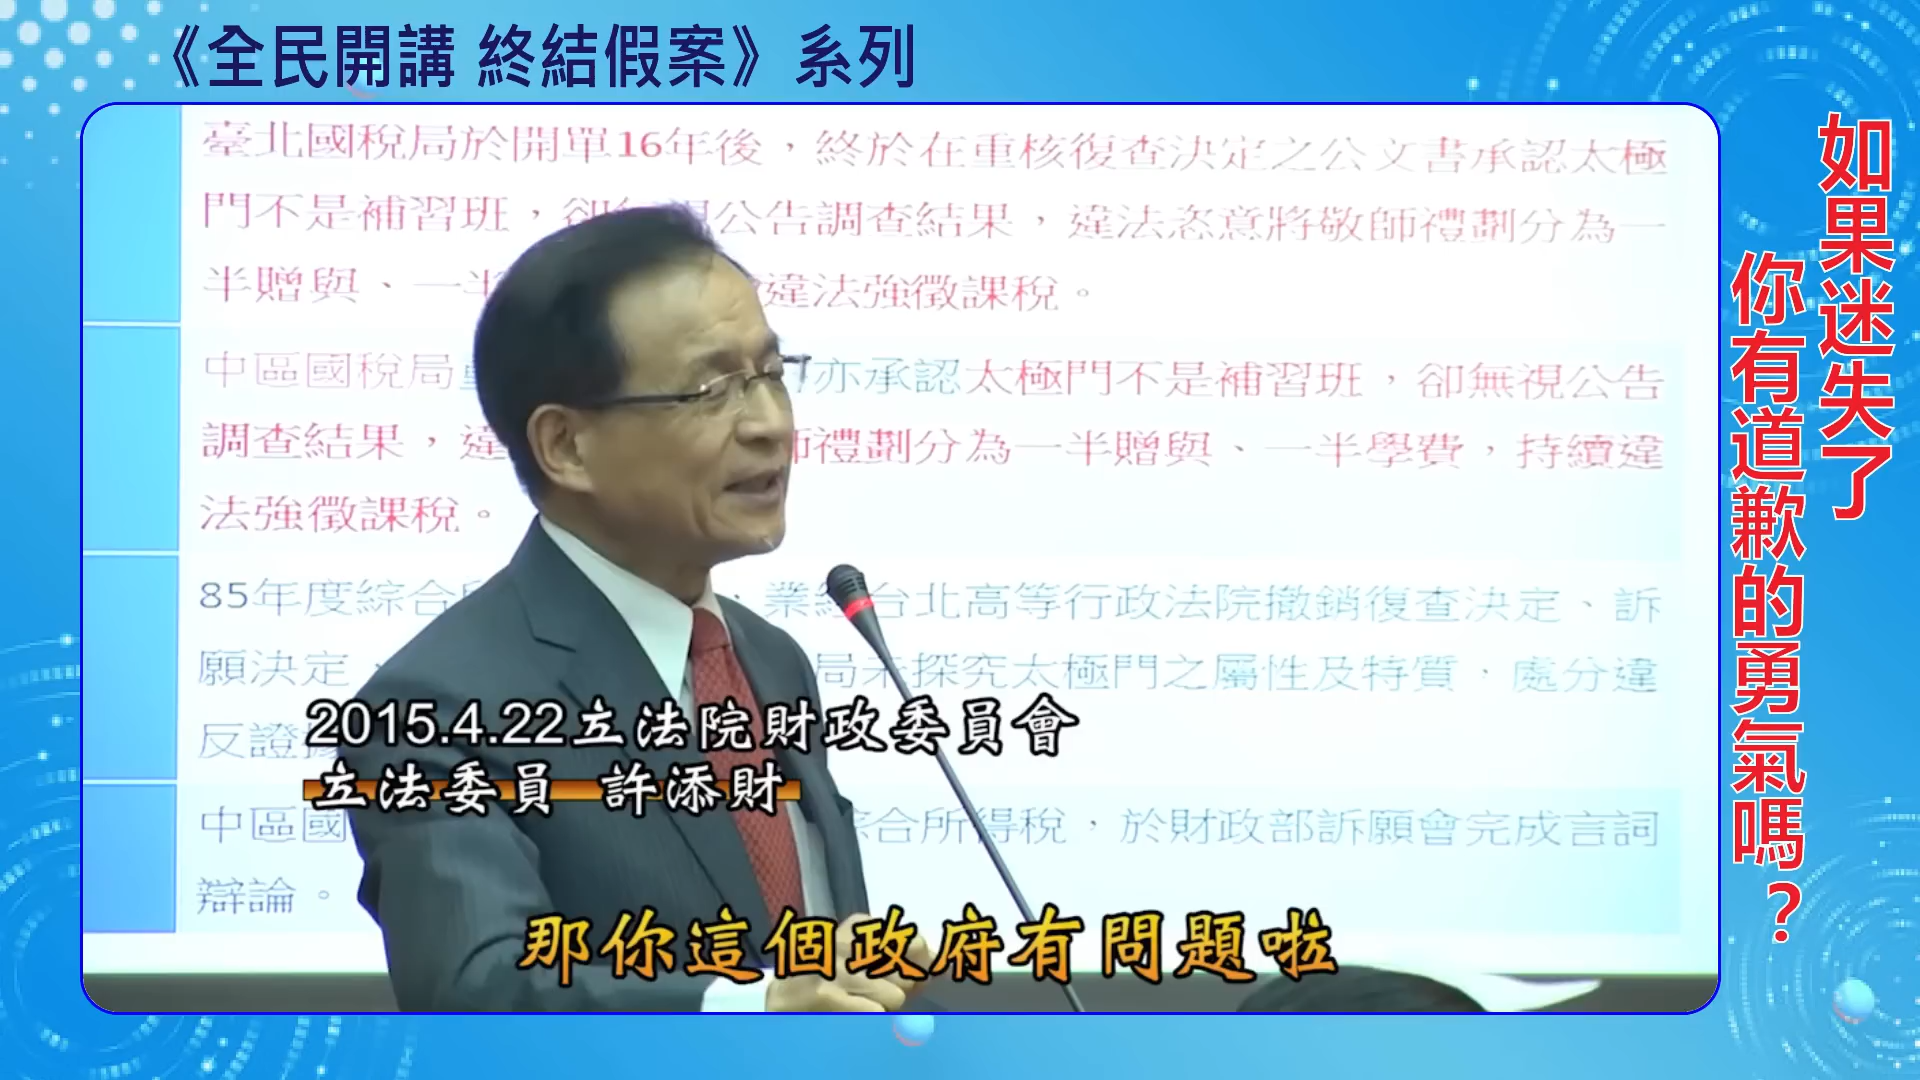 《全民開講 終結假案》系列
如果迷失了
你有道歉的勇氣嗎？
臺北國稅局於開單16年後，終於在重核復查決定之公文書承認太極
門不是補習班，卻 公告調查結果，違法恣意將敬師禮劃分為一
半贈與、一半 違法強徵課稅。
中區國稅局 亦承認太極門不是補習班，卻無視公告
調查結果，違 師禮劃分為一半贈與、一半學費，持續違
法強徵課稅。
85年度綜合 ，業經台北高等行政法院撤銷復查決定、訴
願決定、 局未探究太極門之屬性及特質，處分違
反證
中區國 綜合所得稅，於財政部訴願會完成言詞
辯論。
2015.4.22立法院財政委員會
立法委員 許添財
那你這個政府有問題啦